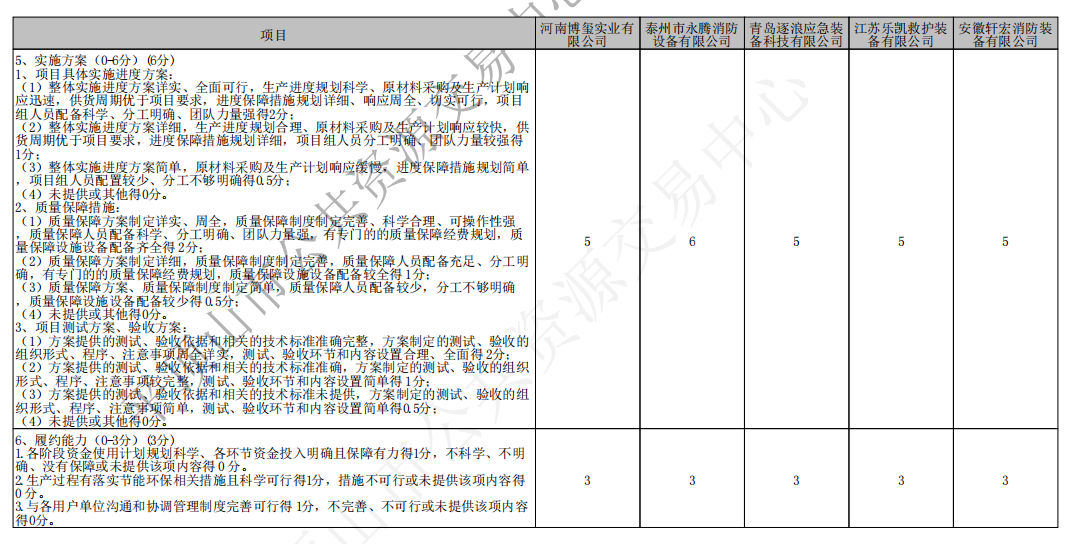 项目
河南博玺实业有
限公司
泰州市永腾消防
设备有限公司
青岛逐浪应急装
备科技有限公司
江苏乐凯救护装
备有限公司
安徽轩宏消防装
备有限公司
5、实施方案（0-6分）(6分)
1、项目具体实施进度方案：
（1）整体实施进度方案详实、全面可行，生产进度规划科学、原材料采购及生产计划响
应迅速，供货周期优于项目要求，进度保障措施规划详细、响应周全、切实可行，项目
组人员配备科学、分工明确、团队力量强得2分；
（2）整体实施进度方案详细，生产进度规划合理、原材料采购及生产计划响应较快，供
货周期优于项目要求，进度保障措施规划详细，项目组人员分工明确、团队力量较强得
1分；
（3）整体实施进度方案简单，原材料采购及生产计划响应缓慢，进度保障措施规划简单
，项目组人员配置较少、分工不够明确得0.5分；
（4）未提供或其他得0分。
2、质量保障措施：
（1）质量保障方案制定详实、周全，质量保障制度制定完善、科学合理、可操作性强
，质量保障人员配备科学、分工明确、团队力量强，有专门的的质量保障经费规划，质
量保障设施设备配备齐全得2分；
（2）质量保障方案制定详细，质量保障制度制定完善，质量保障人员配备充足、分工明
确，有专门的的质量保障经费规划，质量保障设施设备配备较全得1分；
（3）质量保障方案、质量保障制度制定简单，质量保障人员配备较少，分工不够明确
，质量保障设施设备配备较少得0.5分；
（4）未提供或其他得0分。
3、项目测试方案、验收方案：
（1）方案提供的测试、验收依据和相关的技术标准准确完整，方案制定的测试、验收的
组织形式、程序、注意事项周全详实，测试、验收环节和内容设置合理、全面得2分；
（2）方案提供的测试、验收依据和相关的技术标准准确，方案制定的测试、验收的组织
形式、程序、注意事项较完整，测试、验收环节和内容设置简单得1分；
（3）方案提供的测试、验收依据和相关的技术标准未提供，方案制定的测试、验收的组
织形式、程序、注意事项简单，测试、验收环节和内容设置简单得0.5分；
（4）未提供或其他得0分。
5
6
5
5
5
6、履约能力（0-3分）(3分)
1.各阶段资金使用计划规划科学、各环节资金投入明确且保障有力得1分，不科学、不明
确、没有保障或未提供该项内容得0分。
2.生产过程有落实节能环保相关措施且科学可行得1分，措施不可行或未提供该项内容得
0分。
3.与各用户单位沟通和协调管理制度完善可行得1分，不完善、不可行或未提供该项内容
得0分。
3
3
3
3
3
平顶山市公共资源交易中心
山市公共资源交易中心